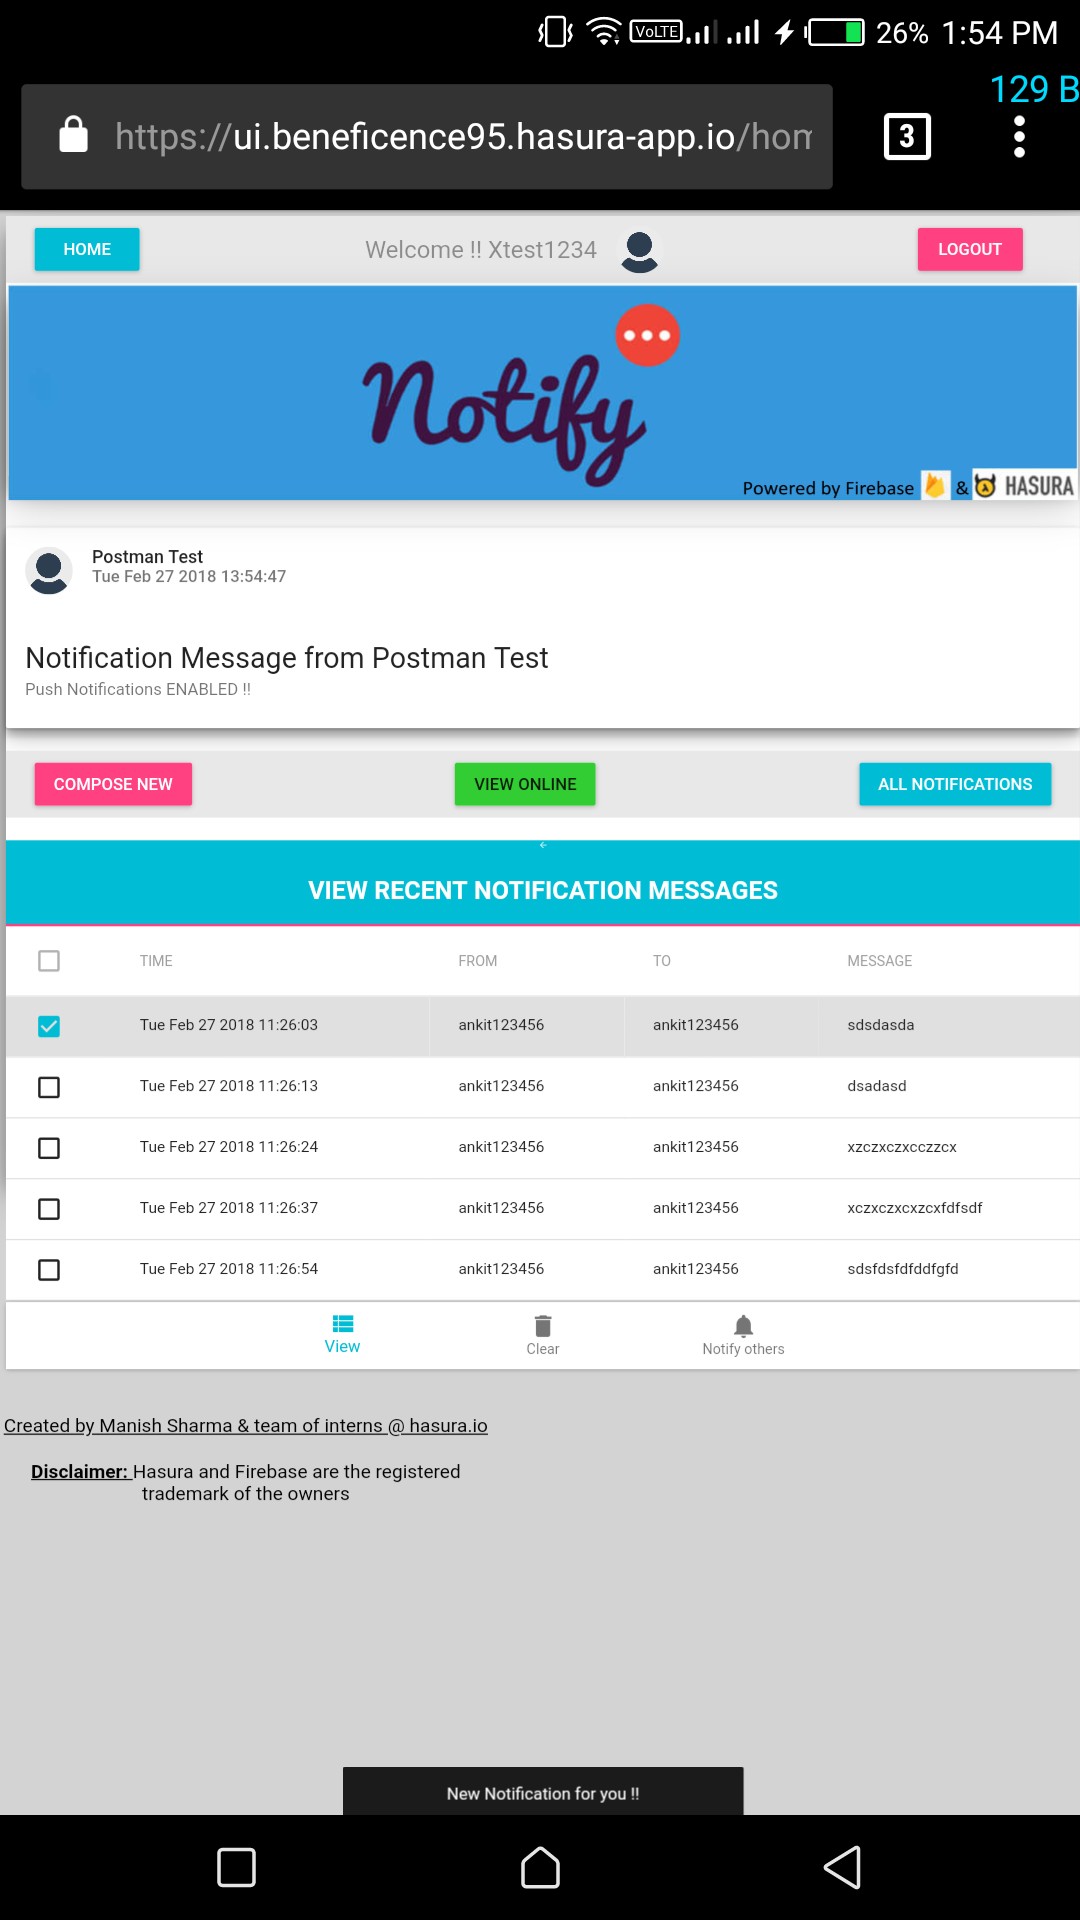 VoLTE 26% 1:54 PM
129 B
https://ui.beneficence95.hasura-app.io/hom
3
HOME Welcome !! Xtest1234 LOGOUT
Notify
Powered by Firebase & HASURA
Postman Test
Tue Feb 27 2018 13:54:47
Notification Message from Postman Test
Push Notifications ENABLED !!
COMPOSE NEW VIEW ONLINE ALL NOTIFICATIONS
VIEW RECENT NOTIFICATION MESSAGES
TIME FROM TO MESSAGE
Tue Feb 27 2018 11:26:03 ankit123456 ankit123456 sdsdasda
Tue Feb 27 2018 11:26:13 ankit123456 ankit123456 dsadasd
Tue Feb 27 2018 11:26:24 ankit123456 ankit123456 xzczxczxcczzcx
Tue Feb 27 2018 11:26:37 ankit123456 ankit123456 xczxczxcxzcxfdfsdf
Tue Feb 27 2018 11:26:54 ankit123456 ankit123456 sdsfdsfdfddfgfd
View Clear Notify others
Created by Manish Sharma & team of interns @ hasura.io
Disclaimer: Hasura and Firebase are the registered
trademark of the owners
New Notification for you !!